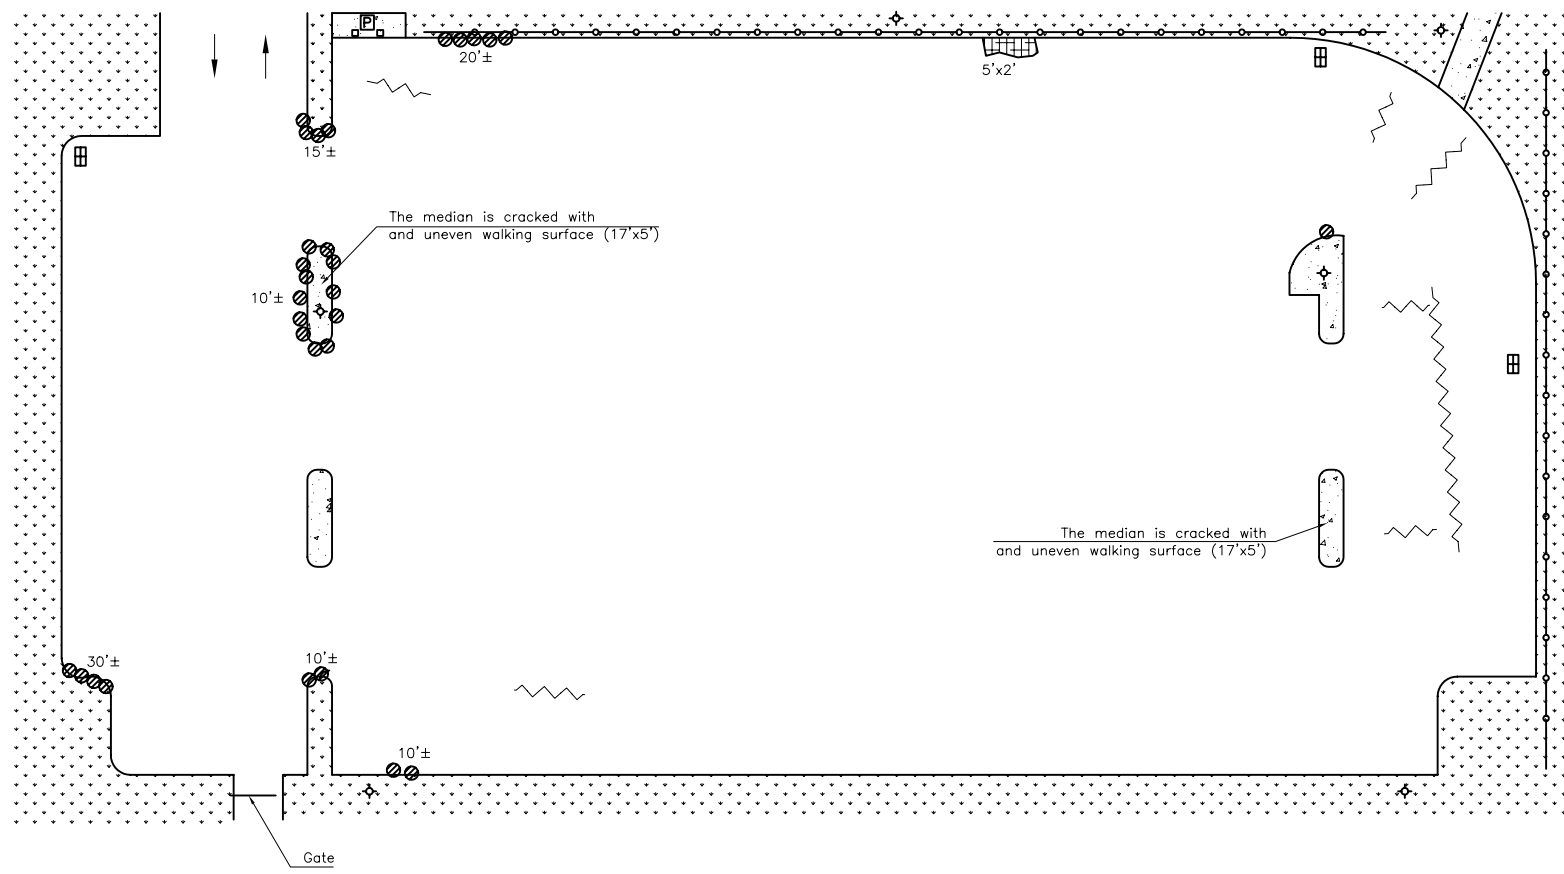 P
20'±
5'x2'
15'±
The median is cracked with
and uneven walking surface (17'x5')
10'±
The median is cracked with
and uneven walking surface (17'x5')
30'±
10'±
10'±
Gate